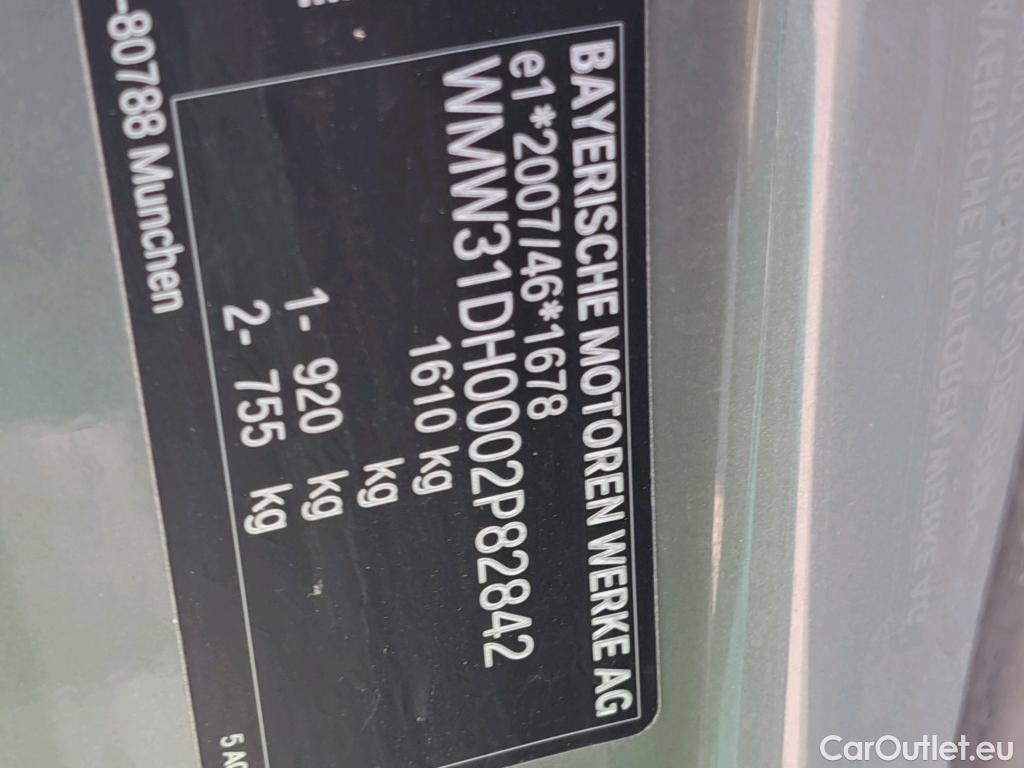 BAYERISCHE MOTOREN WERKE AG
e1*2007/46*1678
WMW31DH0002P82842
1610 kg
kg
1- 920 kg
2- 755 kg
-80788 Munchen
CarOutlet.eu